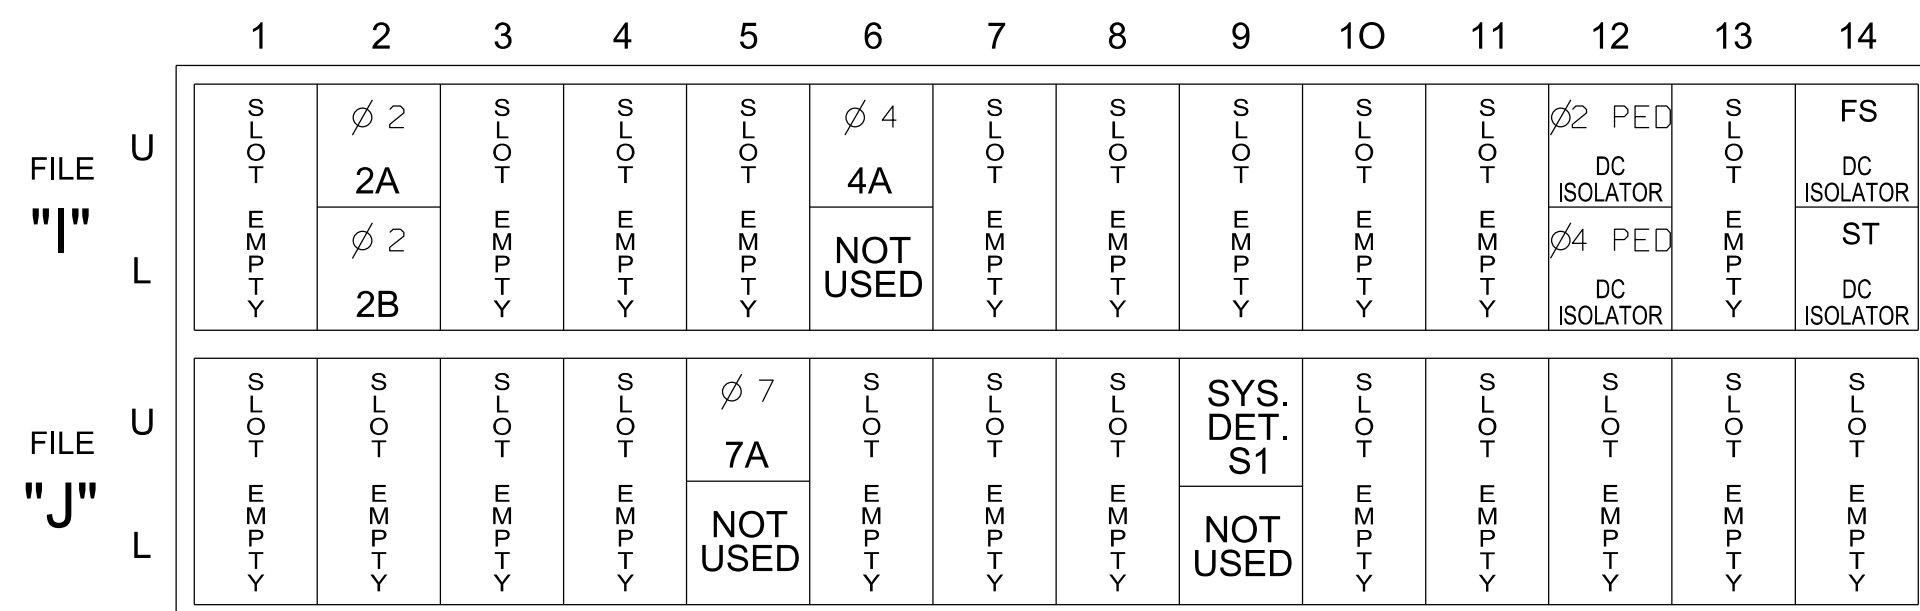 1 2 3 4 5 6 7 8 9 10 11 12 13 14
FILE "I"
U
L
SLOT EMPTY
ø 2
2A
ø 2
2B
SLOT EMPTY
SLOT EMPTY
SLOT EMPTY
ø 4
4A
NOT
USED
SLOT EMPTY
SLOT EMPTY
SLOT EMPTY
SLOT EMPTY
SLOT EMPTY
ø2 PED
DC
ISOLATOR
ø4 PED
DC
ISOLATOR
SLOT EMPTY
FS
DC
ISOLATOR
ST
DC
ISOLATOR
FILE "J"
U
L
SLOT EMPTY
SLOT EMPTY
SLOT EMPTY
SLOT EMPTY
ø 7
7A
NOT
USED
SLOT EMPTY
SLOT EMPTY
SLOT EMPTY
SYS.
DET.
S1
NOT
USED
SLOT EMPTY
SLOT EMPTY
SLOT EMPTY
SLOT EMPTY
SLOT EMPTY